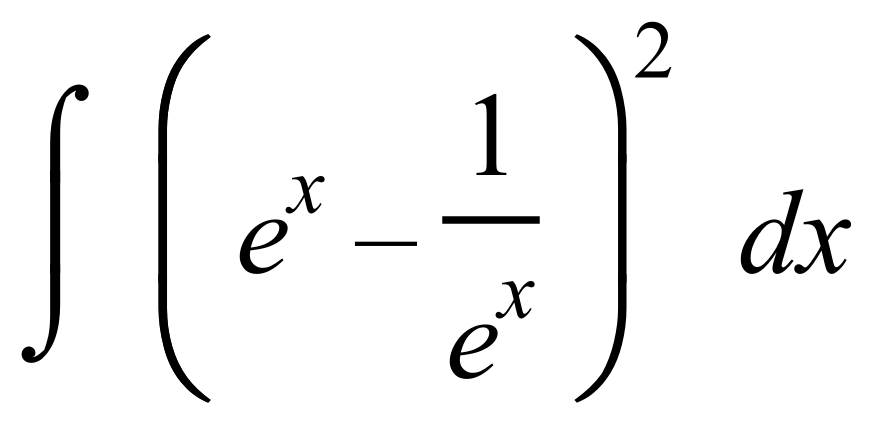 ∫ (e^x − 1/e^x)^2 dx